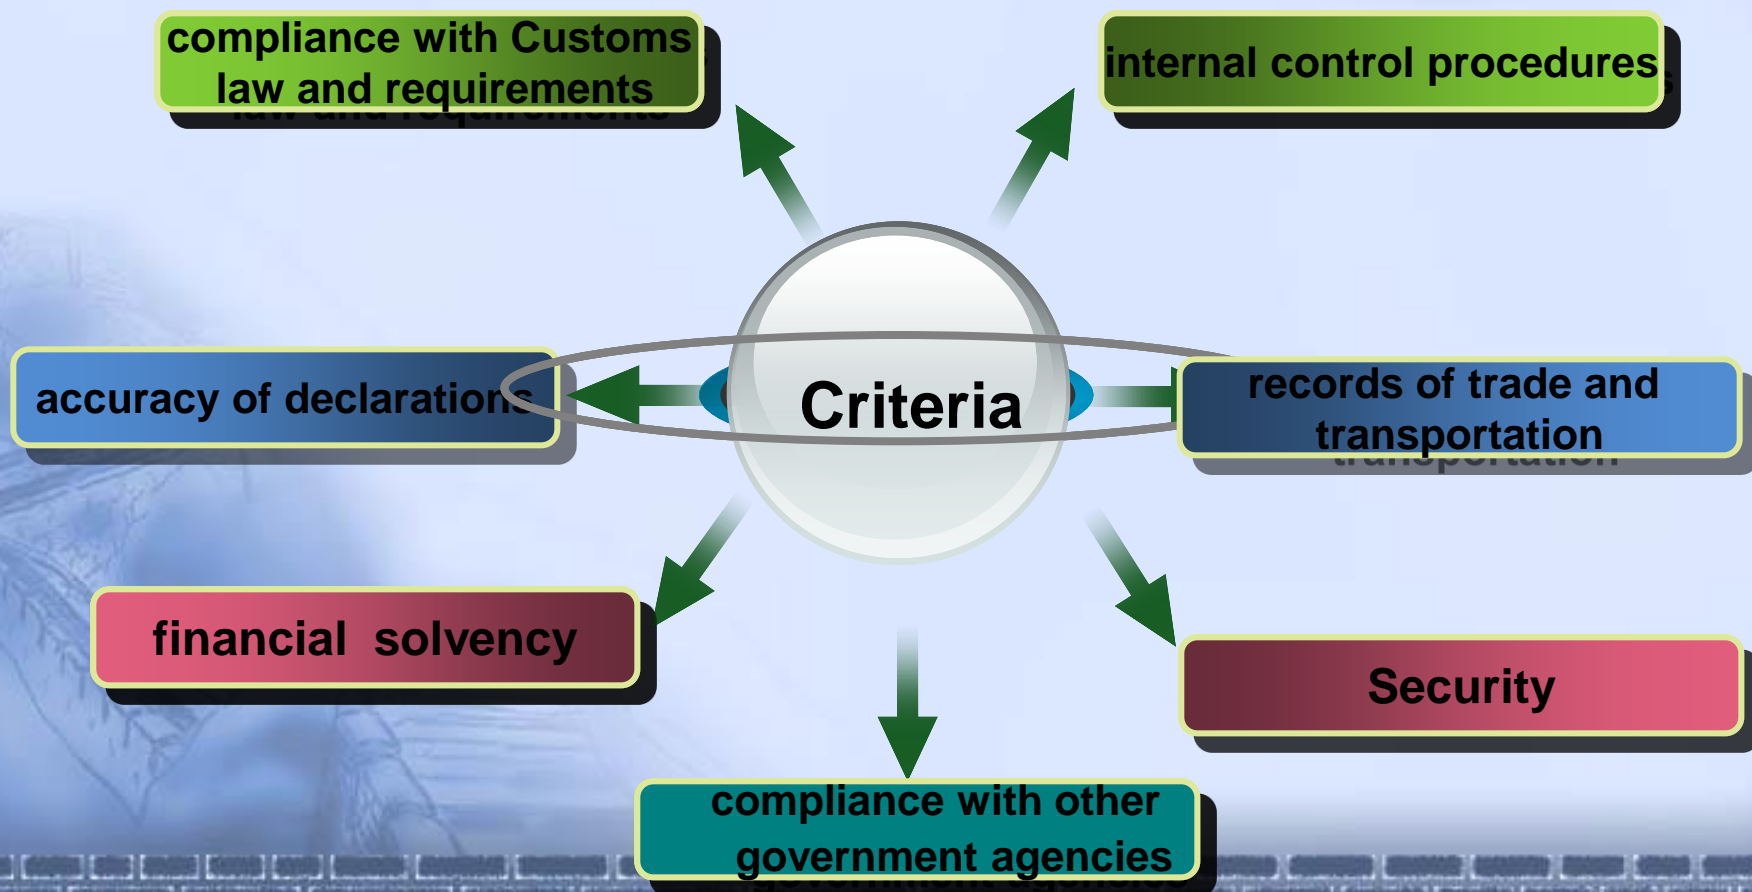 compliance with Customs
law and requirements
internal control procedures
accuracy of declarations
Criteria
records of trade and
transportation
financial solvency
Security
compliance with other
government agencies